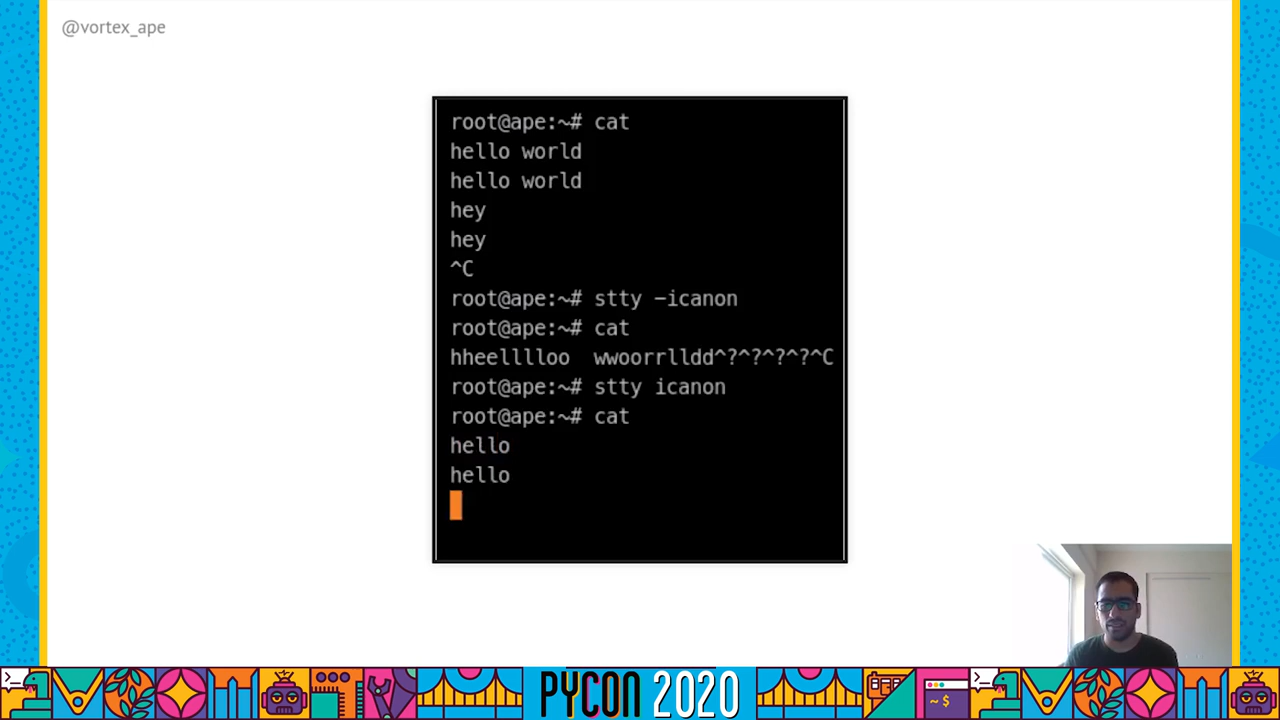 @vortex_ape
root@ape:~# cat
hello world
hello world
hey
hey
^C
root@ape:~# stty -icanon
root@ape:~# cat
hheelllloo  wwoorrlldd^?^?^?^?^C
root@ape:~# stty icanon
root@ape:~# cat
hello
hello
>_
~$
PYCON 2020
>_
~$